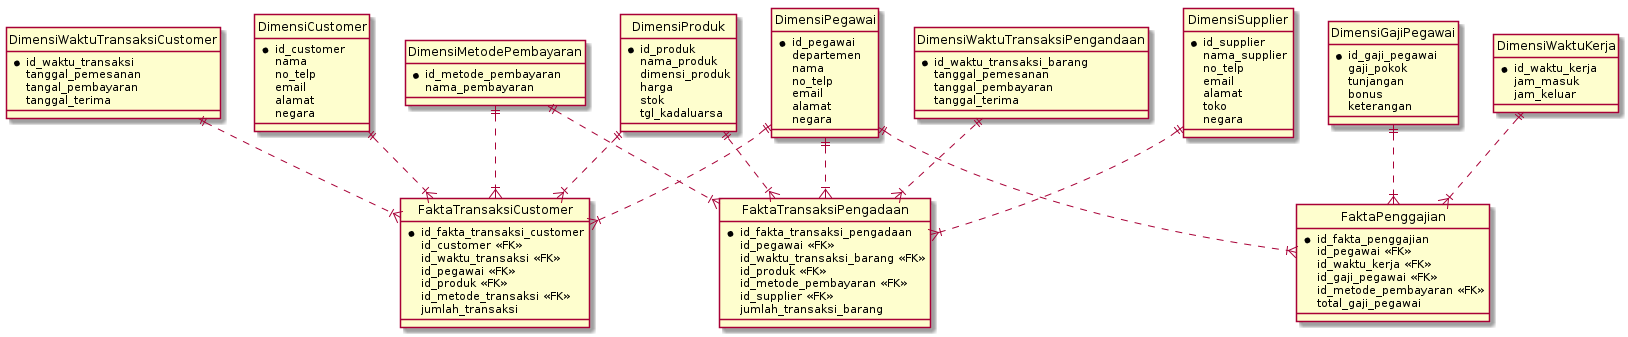 DimensiWaktuTransaksiCustomer
id_waktu_transaksi
tanggal_pemesanan
tangal_pembayaran
tanggal_terima
DimensiCustomer
id_customer
nama
no_telp
email
alamat
negara
DimensiMetodePembayaran
id_metode_pembayaran
nama_pembayaran
DimensiProduk
id_produk
nama_produk
dimensi_produk
harga
stok
tgl_kadaluarsa
DimensiPegawai
id_pegawai
departemen
nama
no_telp
email
alamat
negara
DimensiWaktuTransaksiPengandaan
id_waktu_transaksi_barang
tanggal_pemesanan
tanggal_pembayaran
tanggal_terima
DimensiSupplier
id_supplier
nama_supplier
no_telp
email
alamat
toko
negara
DimensiGajiPegawai
id_gaji_pegawai
gaji_pokok
tunjangan
bonus
keterangan
DimensiWaktuKerja
id_waktu_kerja
jam_masuk
jam_keluar
FaktaTransaksiCustomer
id_fakta_transaksi_customer
id_customer «FK»
id_waktu_transaksi «FK»
id_pegawai «FK»
id_produk «FK»
id_metode_transaksi «FK»
jumlah_transaksi
FaktaTransaksiPengadaan
id_fakta_transaksi_pengadaan
id_pegawai «FK»
id_waktu_transaksi_barang «FK»
id_produk «FK»
id_metode_pembayaran «FK»
id_supplier «FK»
jumlah_transaksi_barang
FaktaPenggajian
id_fakta_penggajian
id_pegawai «FK»
id_waktu_kerja «FK»
id_gaji_pegawai «FK»
id_metode_pembayaran «FK»
total_gaji_pegawai